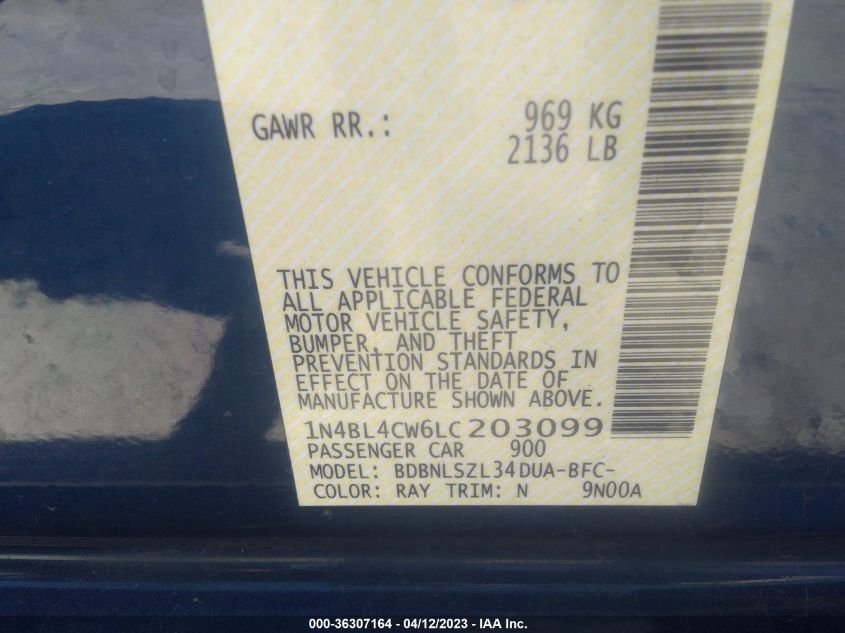 GAWR RR.: 969 KG
2136 LB
THIS VEHICLE CONFORMS TO
ALL APPLICABLE FEDERAL
MOTOR VEHICLE SAFETY,
BUMPER, AND THEFT
PREVENTION STANDARDS IN
EFFECT ON THE DATE OF
MANUFACTURE SHOWN ABOVE.
1N4BL4CW6LC203099
PASSENGER CAR 900
MODEL: BDBNLSZL34DUA-BFC-
COLOR: RAY TRIM: N 9N00A
000-36307164 - 04/12/2023 - IAA Inc.